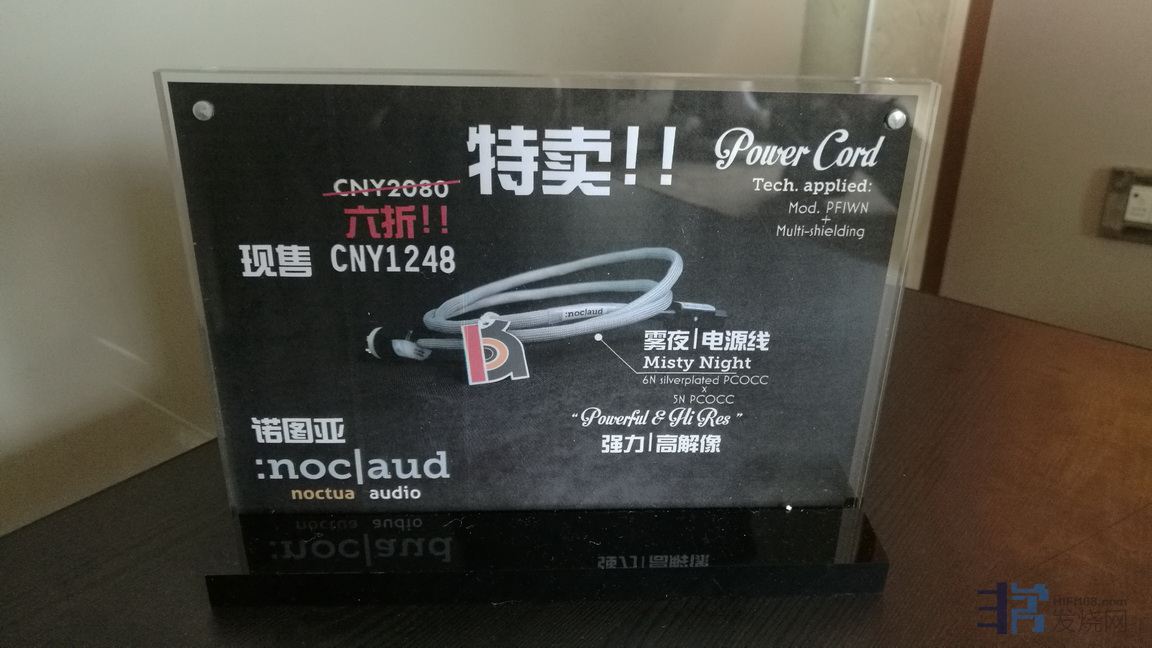 特卖!!
CNY2080
六折!!
现售 CNY1248
Power Cord
Tech. applied:
Mod. PFIWN
+
Multi-shielding
:noc|aud
雾夜|电源线
Misty Night
6N silverplated PCOCC
x
5N PCOCC
“Powerful & Hi Res”
强力|高解像
诺图亚
:noc|aud
noctua audio
HIFI168.com
发烧网